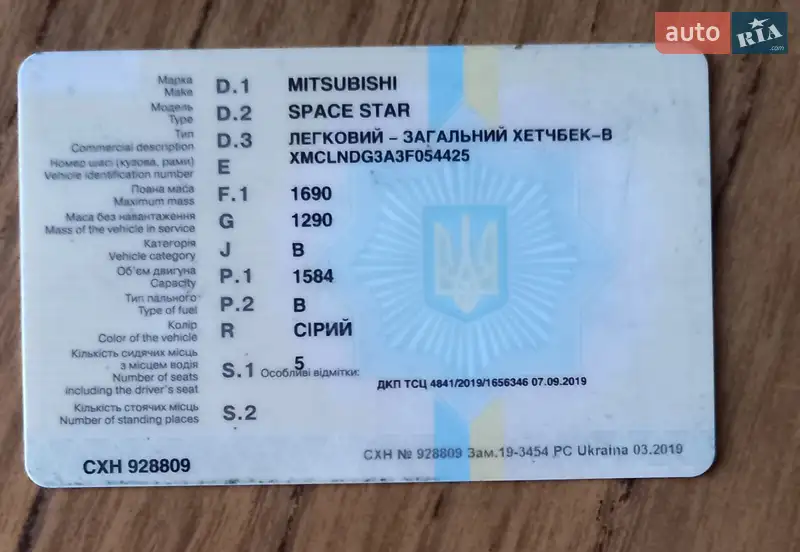 auto RIA.com
Марка D.1 MITSUBISHI
Make
Модель D.2 SPACE STAR
Type
Тип D.3 ЛЕГКОВИЙ – ЗАГАЛЬНИЙ ХЕТЧБЕК-В
Commercial description
Номер шасі (кузова, рами) E XMCLNDG3A3F054425
Vehicle identification number
Повна маса F.1 1690
Maximum mass
Маса без навантаження G 1290
Mass of the vehicle in service
Категорія J B
Vehicle category
Об'єм двигуна P.1 1584
Capacity
Тип пального P.2 B
Type of fuel
Колір R СІРИЙ
Color of the vehicle
Кількість сидячих місць
з місцем водія S.1 5
Number of seats Особливі відмітки:
including the driver's seat ДКП ТСЦ 4841/2019/1656346 07.09.2019
Кількість стоячих місць S.2
Number of standing places
СХН № 928809 Зам.19-3454 РС Ukraina 03.2019
СХН 928809